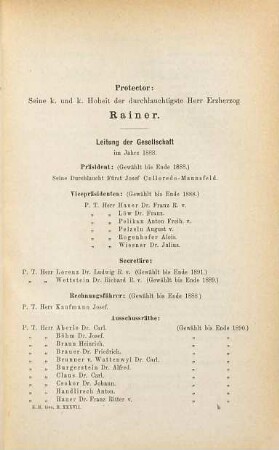 Protector:
Seine k. und k. Hoheit der durchlauchtigste Herr Erzherzog
Rainer.
Leitung der Gesellschaft
im Jahre 1888.
Präsident: (Gewählt bis Ende 1888.)
Seine Durchlaucht Fürst Josef Colloredo-Mannsfeld.
Vicepräsidenten: (Gewählt bis Ende 1888.)
P. T. Herr Hauer Dr. Franz R. v.
„ „ Löw Dr. Franz.
„ „ Pelikan Anton Freih. v.
„ „ Pelzeln August v.
„ „ Rogenhofer Alois.
„ „ Wiesner Dr. Julius.
Secretäre:
P. T. Herr Lorenz Dr. Ludwig R. v. (Gewählt bis Ende 1891.)
„ „ Wettstein Dr. Richard R. v. (Gewählt bis Ende 1889.)
Rechnungsführer: (Gewählt bis Ende 1888.)
P. T. Herr Kaufmann Josef.
Ausschussräthe:
P. T. Herr Aberle Dr. Carl. (Gewählt bis Ende 1890.)
„ „ Böhm Dr. Josef. „ „ „ „
„ „ Braun Heinrich. „ „ „ „
„ „ Brauer Dr. Friedrich. „ „ „ „
„ „ Brunner v. Wattenwyl Dr. Carl. „ „ „ „
„ „ Burgerstein Dr. Alfred. „ „ „ „
„ „ Claus Dr. Carl. „ „ „ „
„ „ Csokor Dr. Johann. „ „ „ „
„ „ Handlirsch Anton. „ „ „ „
„ „ Hauer Dr. Franz Ritter v. „ „ „ „
Z. B. Ges. B. XXXVII. b